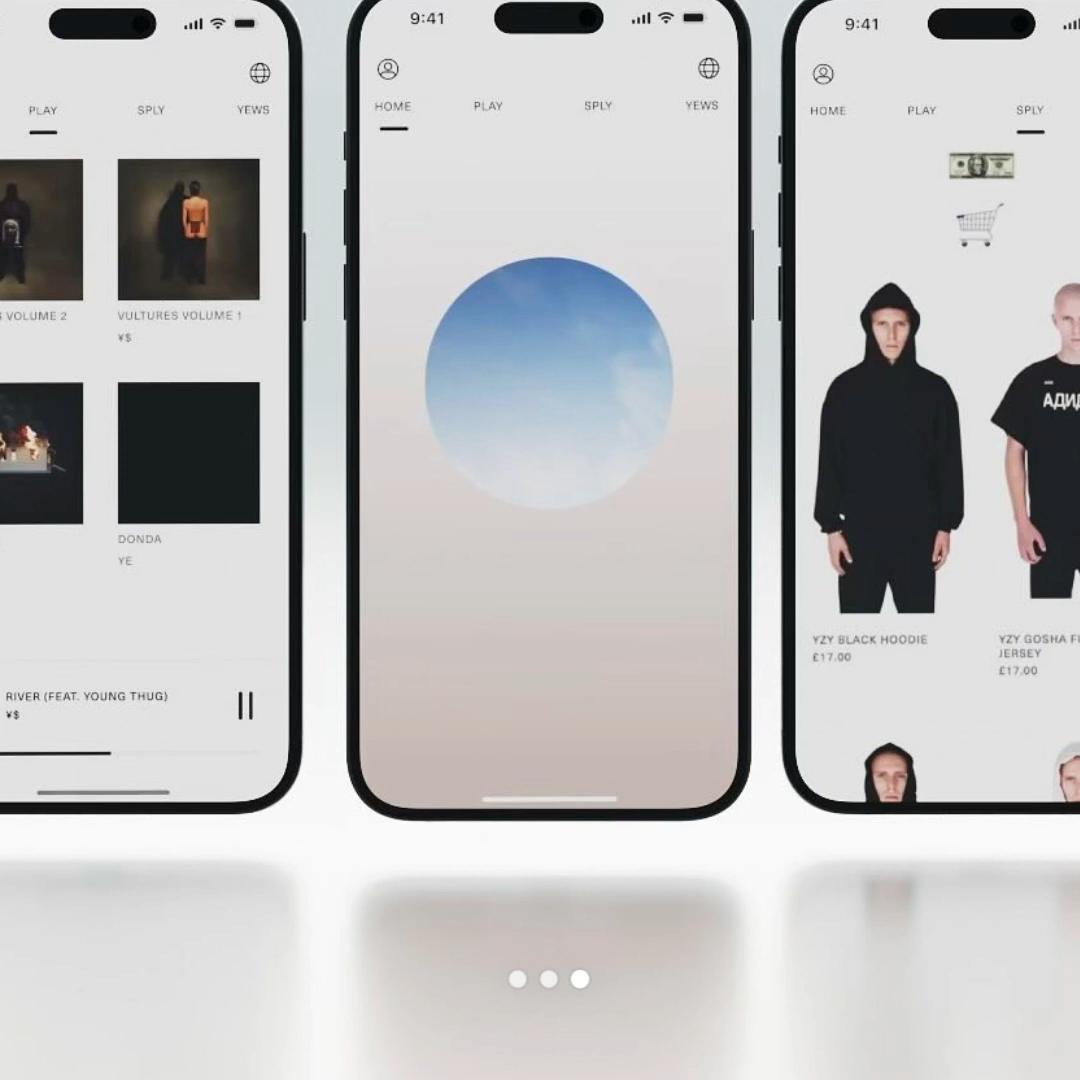 PLAY
SPLY
YEWS
S VOLUME 2
VULTURES VOLUME 1
¥$
DONDA
YE
RIVER (FEAT. YOUNG THUG)
¥$
9:41
HOME
PLAY
SPLY
YEWS
9:41
HOME
PLAY
SPLY
АДИД
YZY BLACK HOODIE
£17.00
YZY GOSHA FU
JERSEY
£17.00